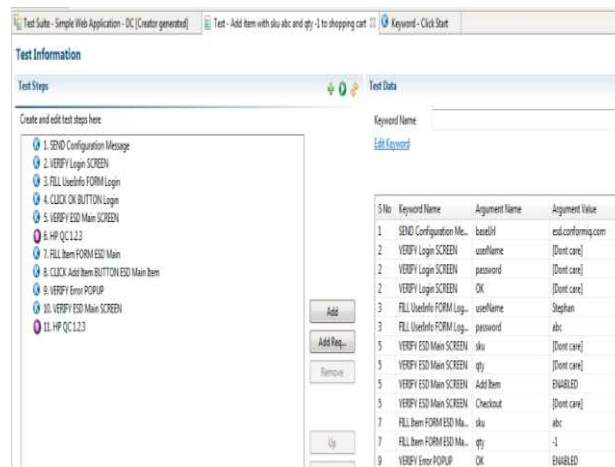 Test Suite - Simple Web Application - DC [Creator generated]
Test - Add item with sku abc and qty -1 to shopping cart
Keyword - Click Start
Test Information
Test Steps
Create and edit test steps here
1. SEND Configuration Message
2. VERIFY Login SCREEN
3. FILL UserInfo FORM Login
4. CLICK OK BUTTON Login
5. VERIFY ESD Main SCREEN
6. HP QC 1.2.3
7. FILL Item FORM ESD Main
8. CLICK Add Item BUTTON ESD Main Item
9. VERIFY Error POPUP
10. VERIFY ESD Main SCREEN
11. HP QC 1.2.3
Add
Add Req...
Remove
Up
Test Data
Keyword Name
Edit Keyword
S No Keyword Name Argument Name Argument Value
1 SEND Configuration Me... baseUrl esd.conformiq.com
2 VERIFY Login SCREEN userName [Dont care]
2 VERIFY Login SCREEN password [Dont care]
2 VERIFY Login SCREEN OK [Dont care]
3 FILL UserInfo FORM Log... userName Stephan
3 FILL UserInfo FORM Log... password abc
5 VERIFY ESD Main SCREEN sku [Dont care]
5 VERIFY ESD Main SCREEN qty [Dont care]
5 VERIFY ESD Main SCREEN Add Item ENABLED
5 VERIFY ESD Main SCREEN Checkout [Dont care]
7 FILL Item FORM ESD Ma... sku abc
7 FILL Item FORM ESD Ma... qty -1
9 VERIFY Error POPUP OK ENABLED